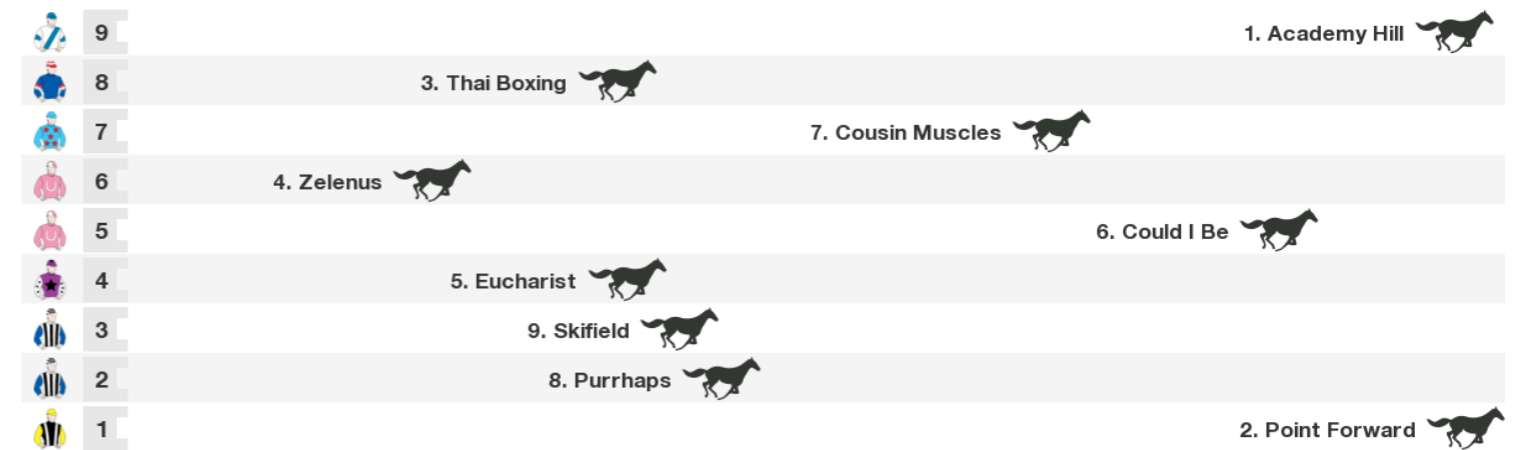 9 1. Academy Hill
8 3. Thai Boxing
7 7. Cousin Muscles
6 4. Zelenus
5 6. Could I Be
4 5. Eucharist
3 9. Skifield
2 8. Purrhaps
1 2. Point Forward